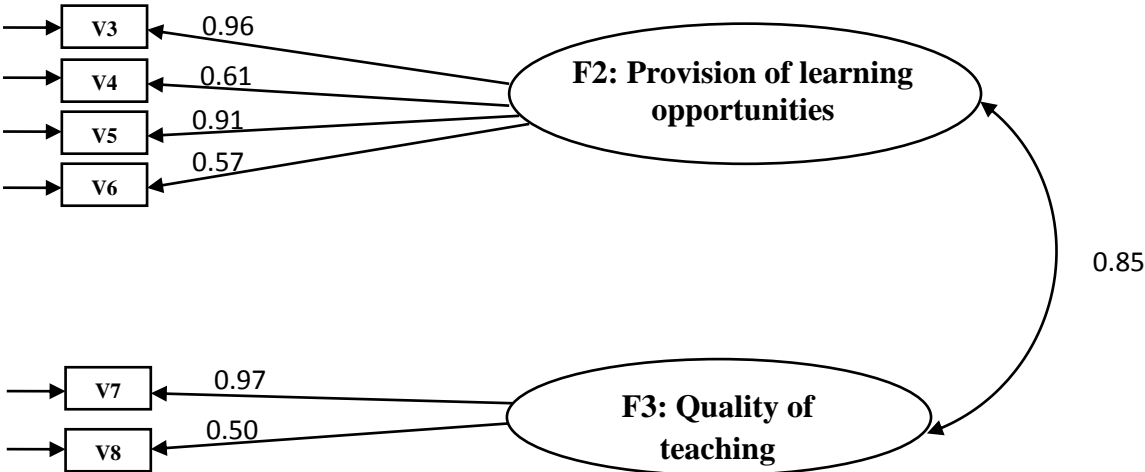 V3
0.96
F2: Provision of learning
opportunities
V4
0.61
V5
0.91
V6
0.57
0.85
V7
0.97
F3: Quality of
teaching
V8
0.50